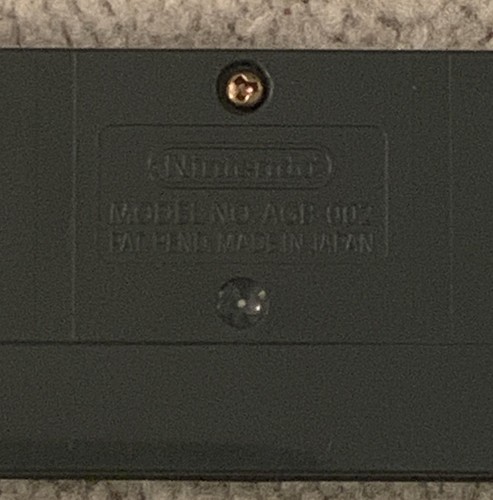 Nintendo
MODEL NO. AGB-002
PAT. PEND. MADE IN JAPAN